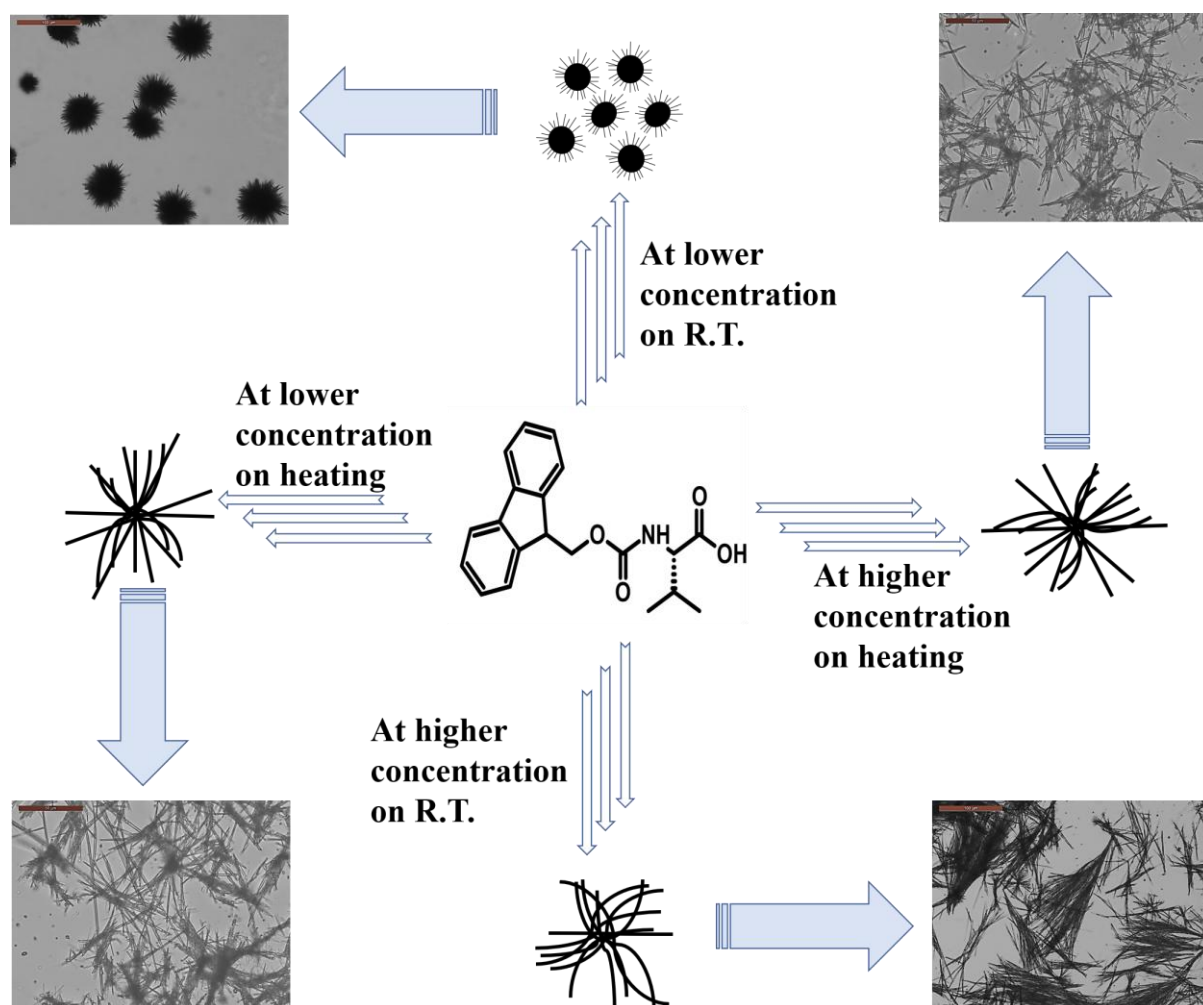 At lower
concentration
on R.T.
At lower
concentration
on heating
O
O
NH
O
OH
At higher
concentration
on heating
At higher
concentration
on R.T.